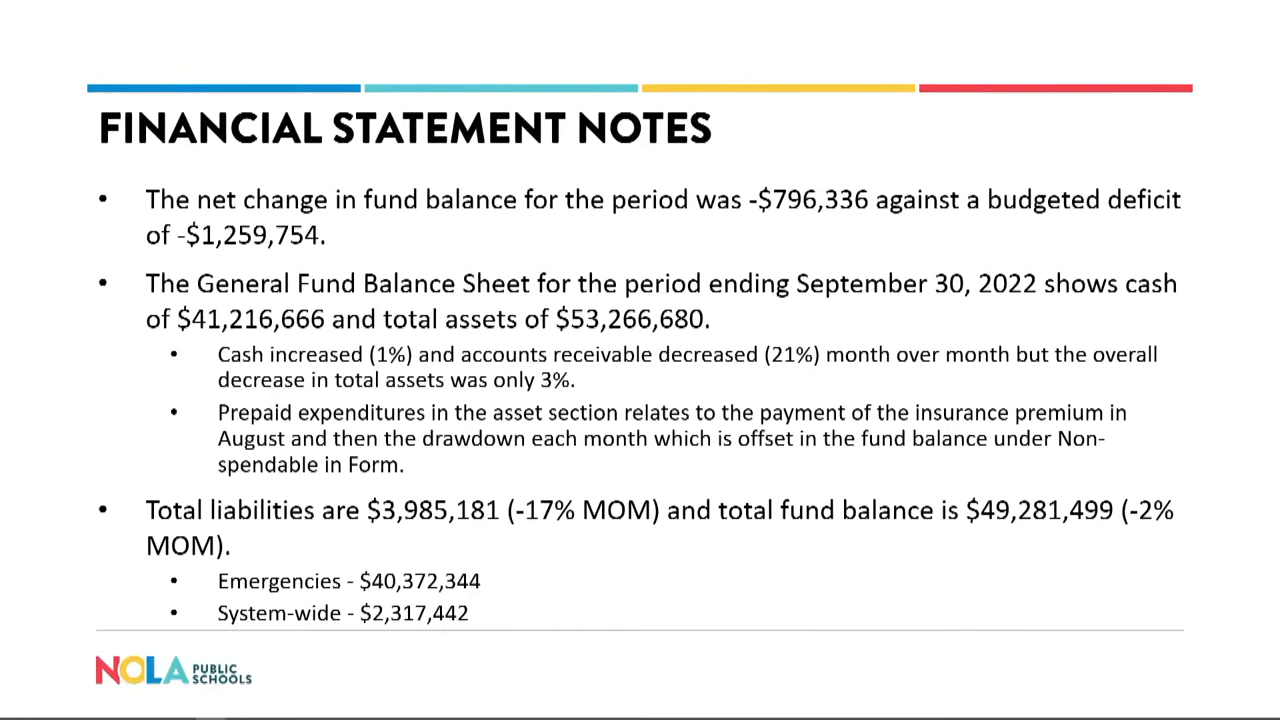 FINANCIAL STATEMENT NOTES
• The net change in fund balance for the period was -$796,336 against a budgeted deficit
of -$1,259,754.
• The General Fund Balance Sheet for the period ending September 30, 2022 shows cash
of $41,216,666 and total assets of $53,266,680.
• Cash increased (1%) and accounts receivable decreased (21%) month over month but the overall
decrease in total assets was only 3%.
• Prepaid expenditures in the asset section relates to the payment of the insurance premium in
August and then the drawdown each month which is offset in the fund balance under Non-
spendable in Form.
• Total liabilities are $3,985,181 (-17% MOM) and total fund balance is $49,281,499 (-2%
MOM).
• Emergencies - $40,372,344
• System-wide - $2,317,442
NOLA PUBLIC
SCHOOLS